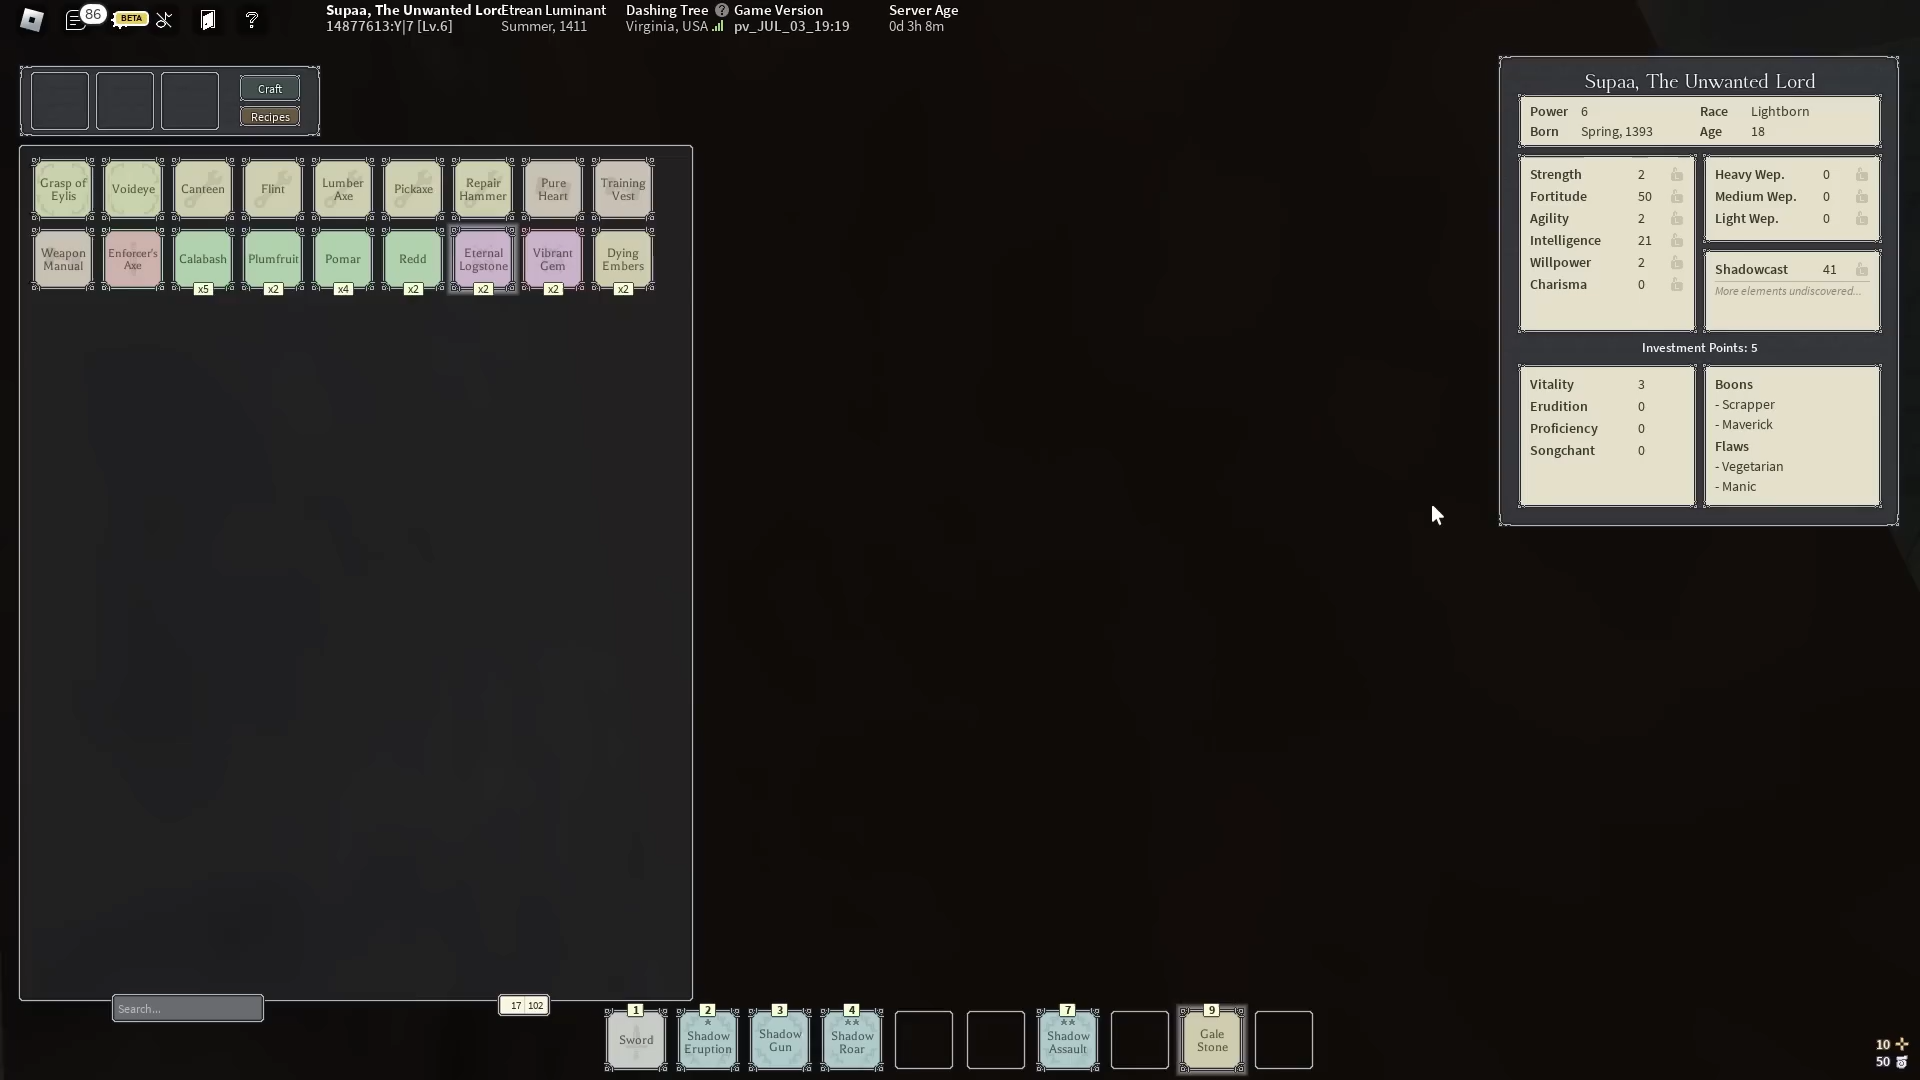 86
BETA
?
Supaa, The Unwanted Lord
14877613:Y|7 [Lv.6]
Etrean Luminant
Summer, 1411
Dashing Tree ?
Virginia, USA
Game Version
pv_JUL_03_19:19
Server Age
0d 3h 8m
Craft
Recipes
Grasp of Eylis
Voideye
Canteen
Flint
Lumber Axe
Pickaxe
Repair Hammer
Pure Heart
Training Vest
Weapon Manual
Enforcer's Axe
Calabash
x5
Plumfruit
x2
Pomar
x4
Redd
x2
Eternal Logstone
x2
Vibrant Gem
x2
Dying Embers
x2
Search...
17 102
Supaa, The Unwanted Lord
Power 6 Race Lightborn
Born Spring, 1393 Age 18
Strength 2
Fortitude 50
Agility 2
Intelligence 21
Willpower 2
Charisma 0
Heavy Wep. 0
Medium Wep. 0
Light Wep. 0
Shadowcast 41
More elements undiscovered...
Investment Points: 5
Vitality 3
Erudition 0
Proficiency 0
Songchant 0
Boons
- Scrapper
- Maverick
Flaws
- Vegetarian
- Manic
1
Sword
2
*
Shadow Eruption
3
Shadow Gun
4
**
Shadow Roar
7
**
Shadow Assault
9
Gale Stone
10
50